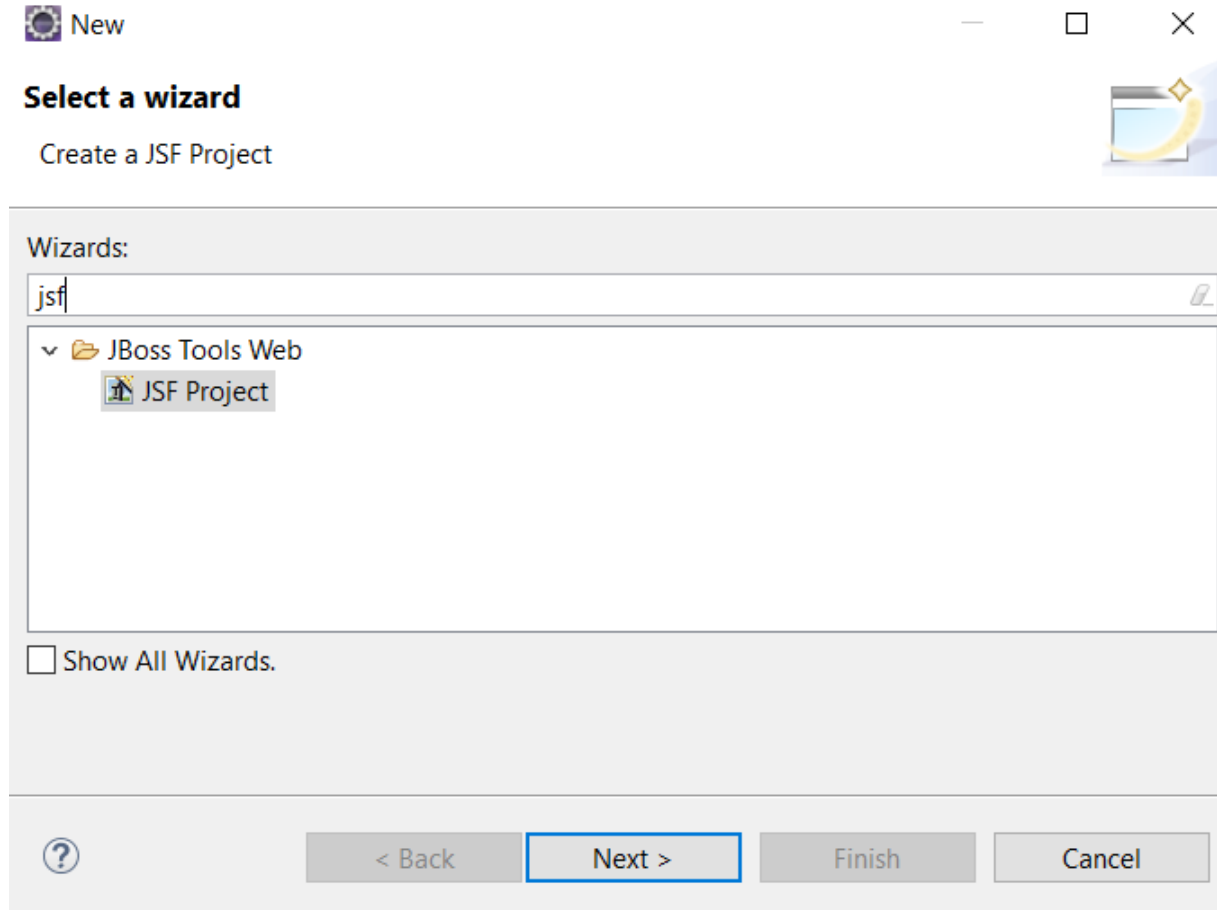 New
Select a wizard
Create a JSF Project
Wizards:
jsf
JBoss Tools Web
JSF Project
Show All Wizards.
?
< Back Next > Finish Cancel